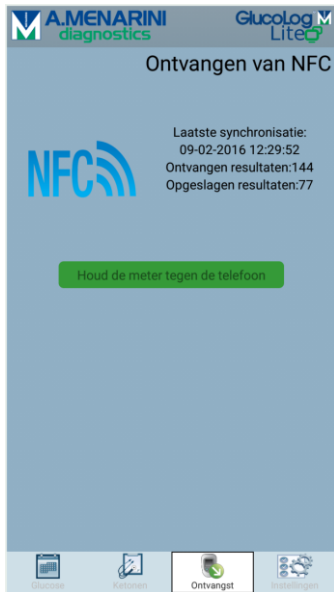 A.MENARINI
diagnostics
GlucoLog
Lite
Ontvangen van NFC
NFC
Laatste synchronisatie:
09-02-2016 12:29:52
Ontvangen resultaten:144
Opgeslagen resultaten:77
Houd de meter tegen de telefoon
Glucose
Ketonen
Ontvangst
Instellingen